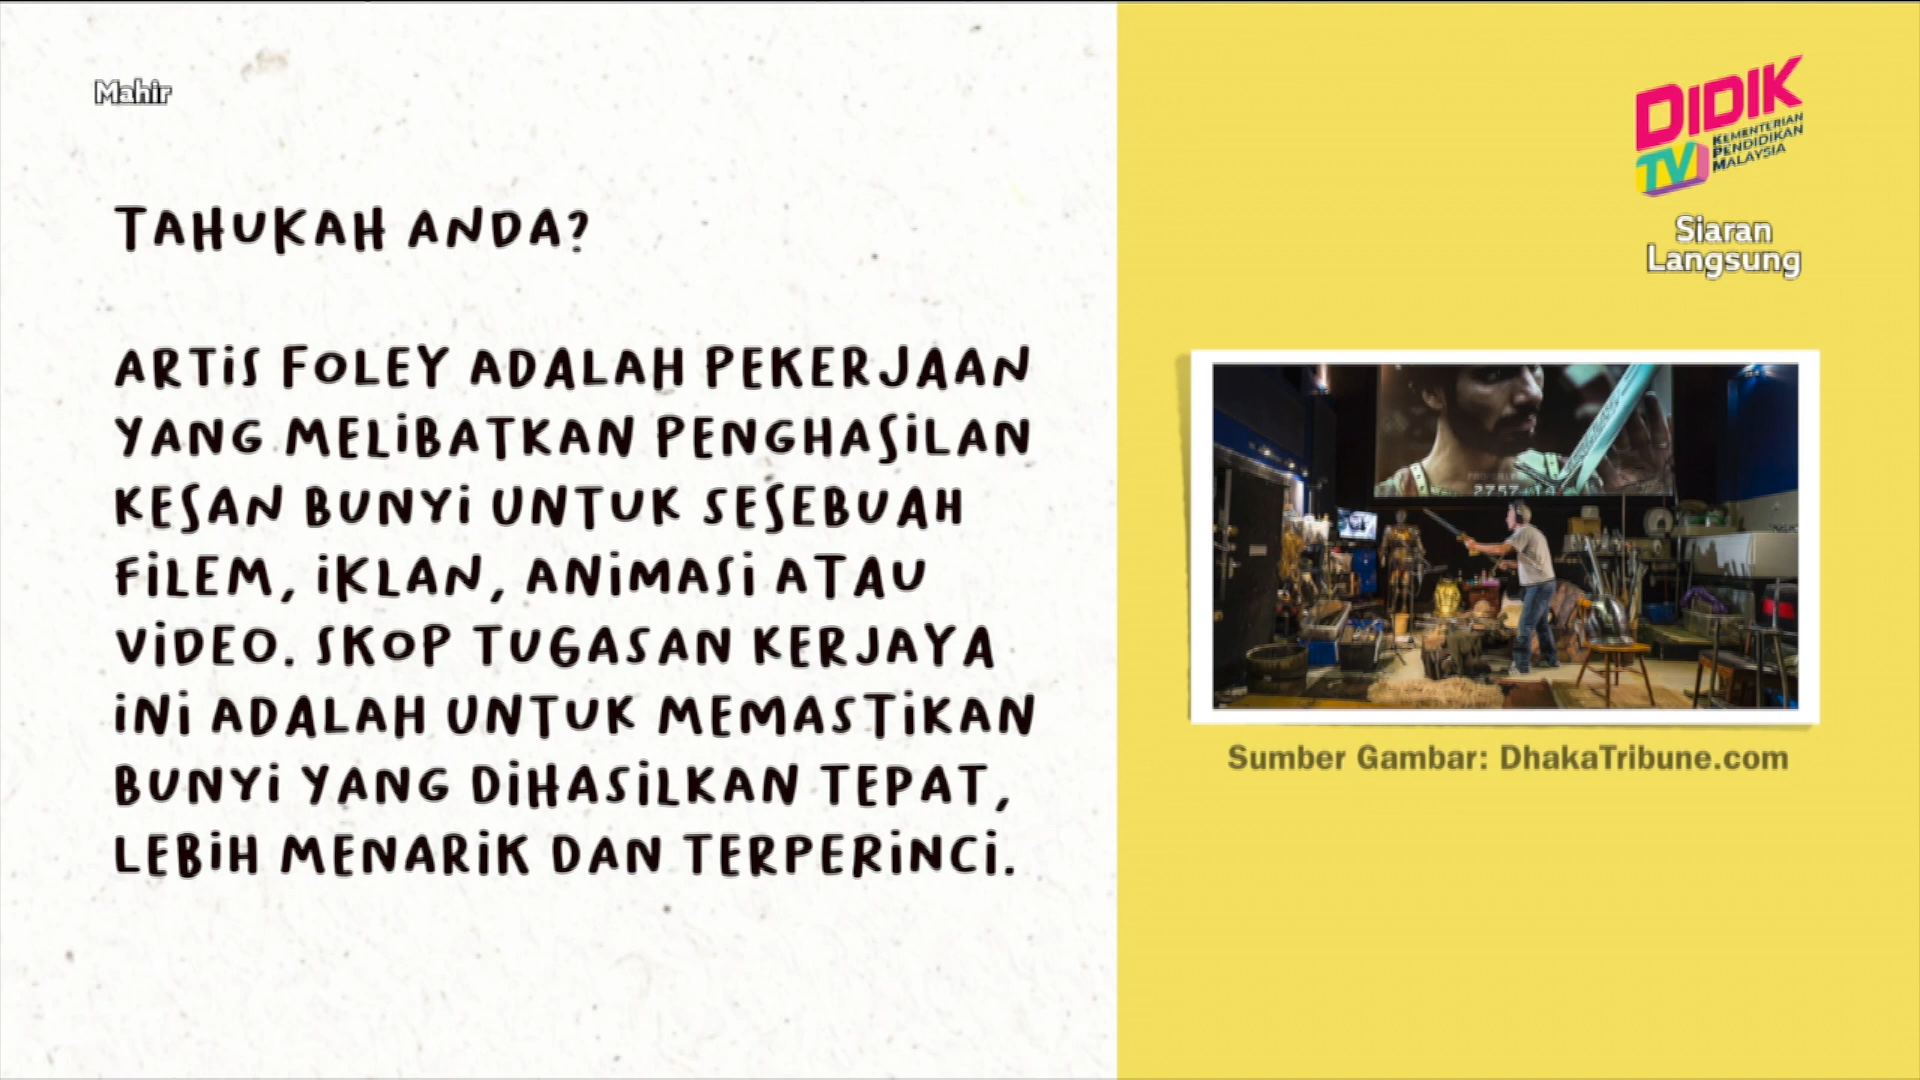 Mahir
DIDIK
TV
KEMENTERIAN
PENDIDIKAN
MALAYSIA
Siaran
Langsung
TAHUKAH ANDA?
ARTiS FOLEY ADALAH PEKERJAAN
YANG MELiBATKAN PENGHASiLAN
KESAN BUNYi UNTUK SESEBUAH
FiLEM, iKLAN, ANiMASi ATAU
ViDEO. SKOP TUGASAN KERJAYA
iNi ADALAH UNTUK MEMASTiKAN
BUNYi YANG DiHASiLKAN TEPAT,
LEBiH MENARiK DAN TERPERiNCi.
Sumber Gambar: DhakaTribune.com